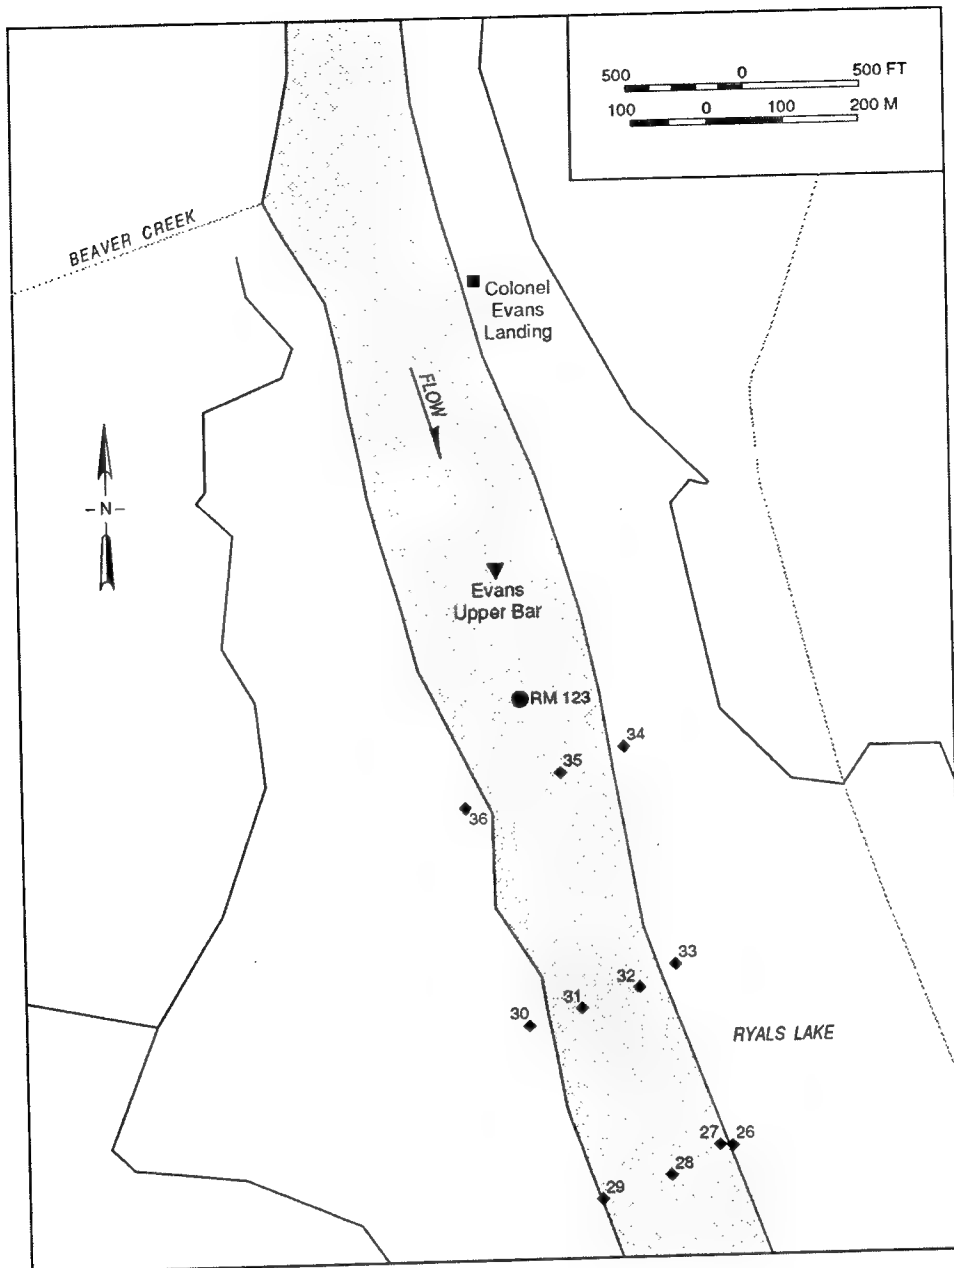 500 0 500 FT
100 0 100 200 M
BEAVER CREEK
Colonel
Evans
Landing
FLOW
-N-
Evans
Upper Bar
RM 123
34
35
36
33
32
31
30
RYALS LAKE
27 26
28
29